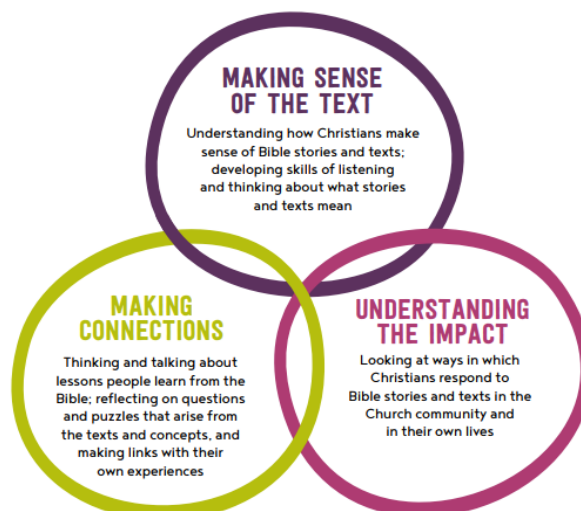 MAKING SENSE
OF THE TEXT
Understanding how Christians make
sense of Bible stories and texts;
developing skills of listening
and thinking about what stories
and texts mean
MAKING
CONNECTIONS
Thinking and talking about
lessons people learn from the
Bible; reflecting on questions
and puzzles that arise from
the texts and concepts, and
making links with their
own experiences
UNDERSTANDING
THE IMPACT
Looking at ways in which
Christians respond to
Bible stories and texts in the
Church community and
in their own lives